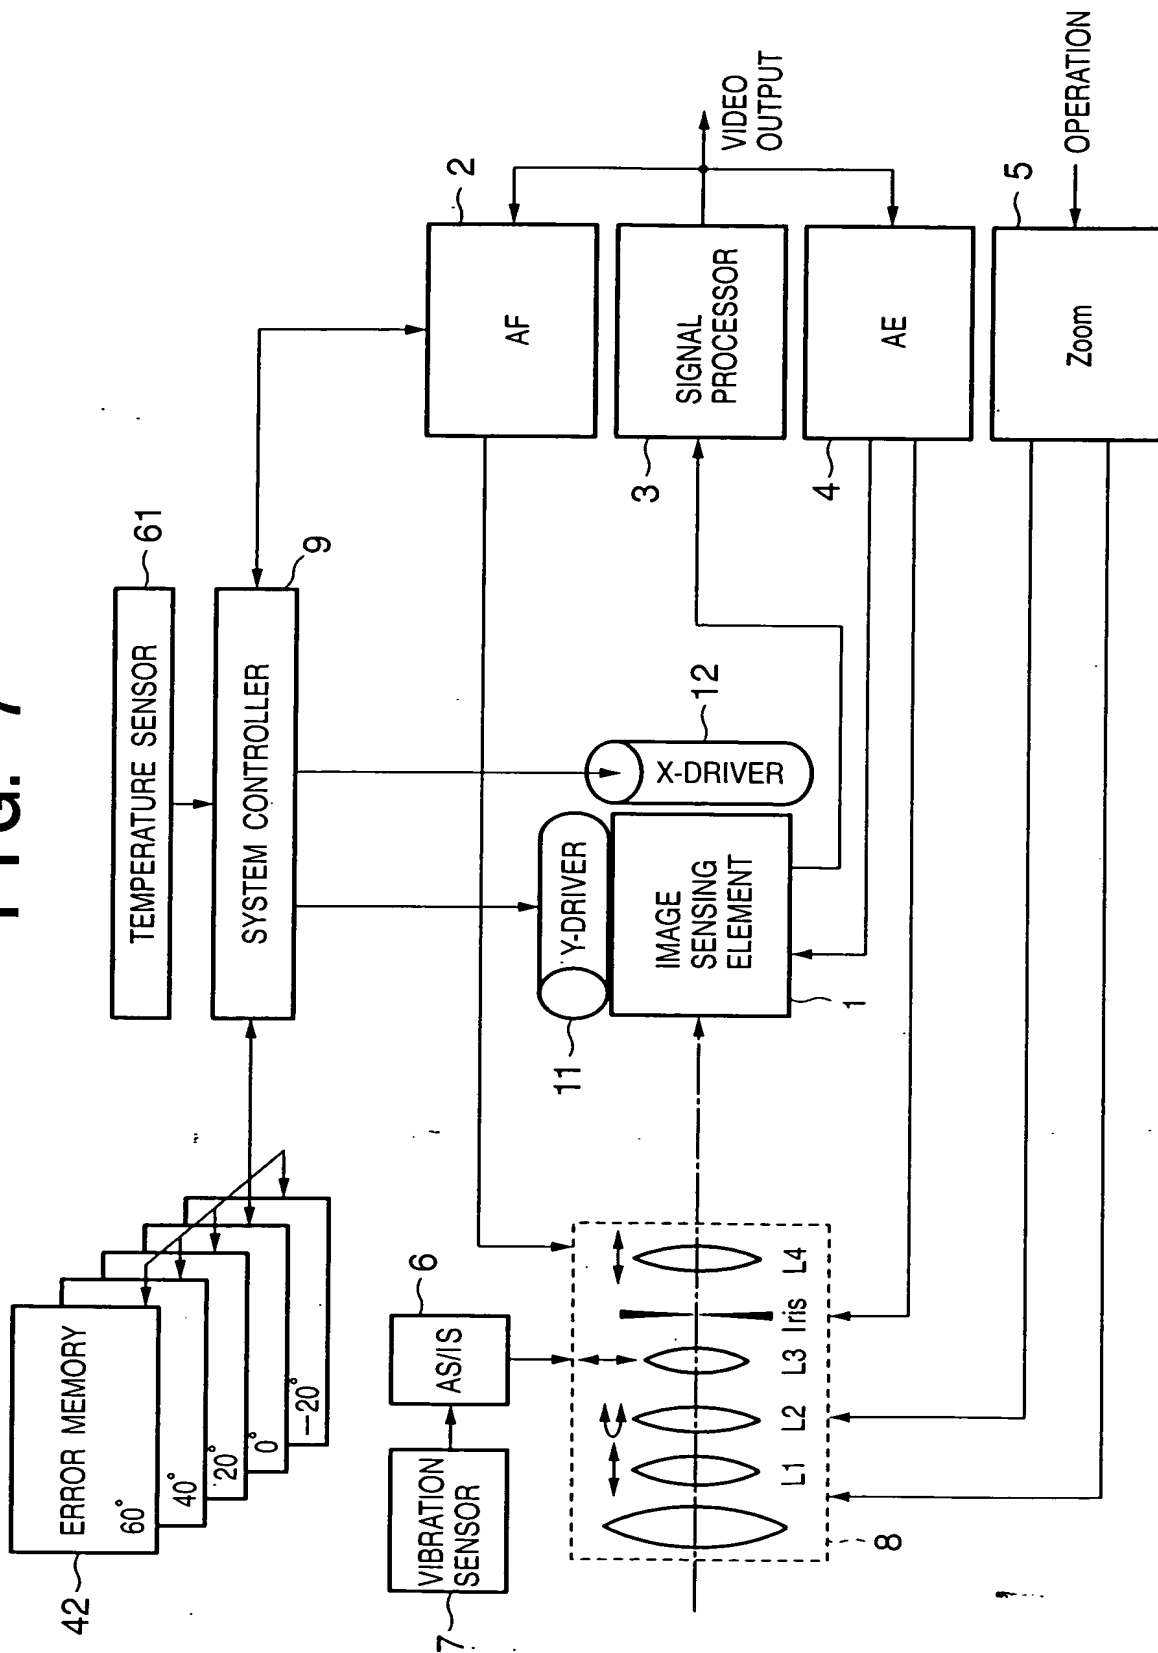 FIG. 7
42
ERROR MEMORY
60°
40°
20°
0°
-20°
TEMPERATURE SENSOR
61
SYSTEM CONTROLLER
9
7
VIBRATION
SENSOR
6
AS/IS
8
L1
L2
L3
Iris
L4
11
Y-DRIVER
12
X-DRIVER
IMAGE
SENSING
ELEMENT
1
2
AF
3
SIGNAL
PROCESSOR
VIDEO
OUTPUT
4
AE
5
Zoom
OPERATION